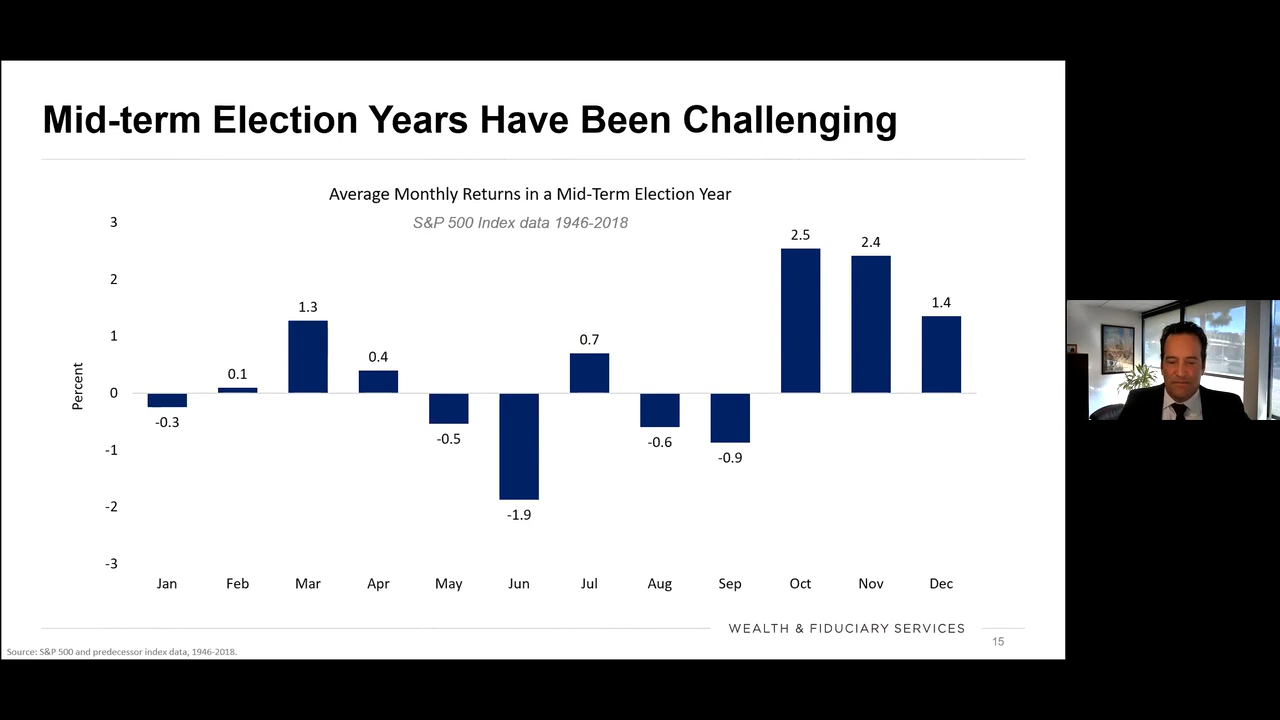 Mid-term Election Years Have Been Challenging
Average Monthly Returns in a Mid-Term Election Year
S&P 500 Index data 1946-2018
Percent
3
2
1
0
-1
-2
-3
-0.3
0.1
1.3
0.4
-0.5
-1.9
0.7
-0.6
-0.9
2.5
2.4
1.4
Jan
Feb
Mar
Apr
May
Jun
Jul
Aug
Sep
Oct
Nov
Dec
WEALTH & FIDUCIARY SERVICES
15
Source: S&P 500 and predecessor index data, 1946-2018.